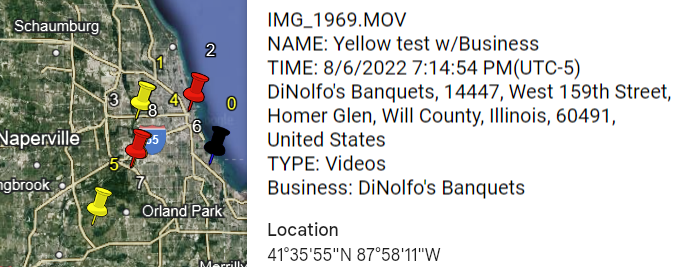 Schaumburg
2
1
3
4
0
8
6
55
Naperville
5
7
ngbrook
Orland Park
Merrill
IMG_1969.MOV
NAME: Yellow test w/Business
TIME: 8/6/2022 7:14:54 PM(UTC-5)
DiNolfo's Banquets, 14447, West 159th Street,
Homer Glen, Will County, Illinois, 60491,
United States
TYPE: Videos
Business: DiNolfo's Banquets
Location
41°35'55"N 87°58'11"W